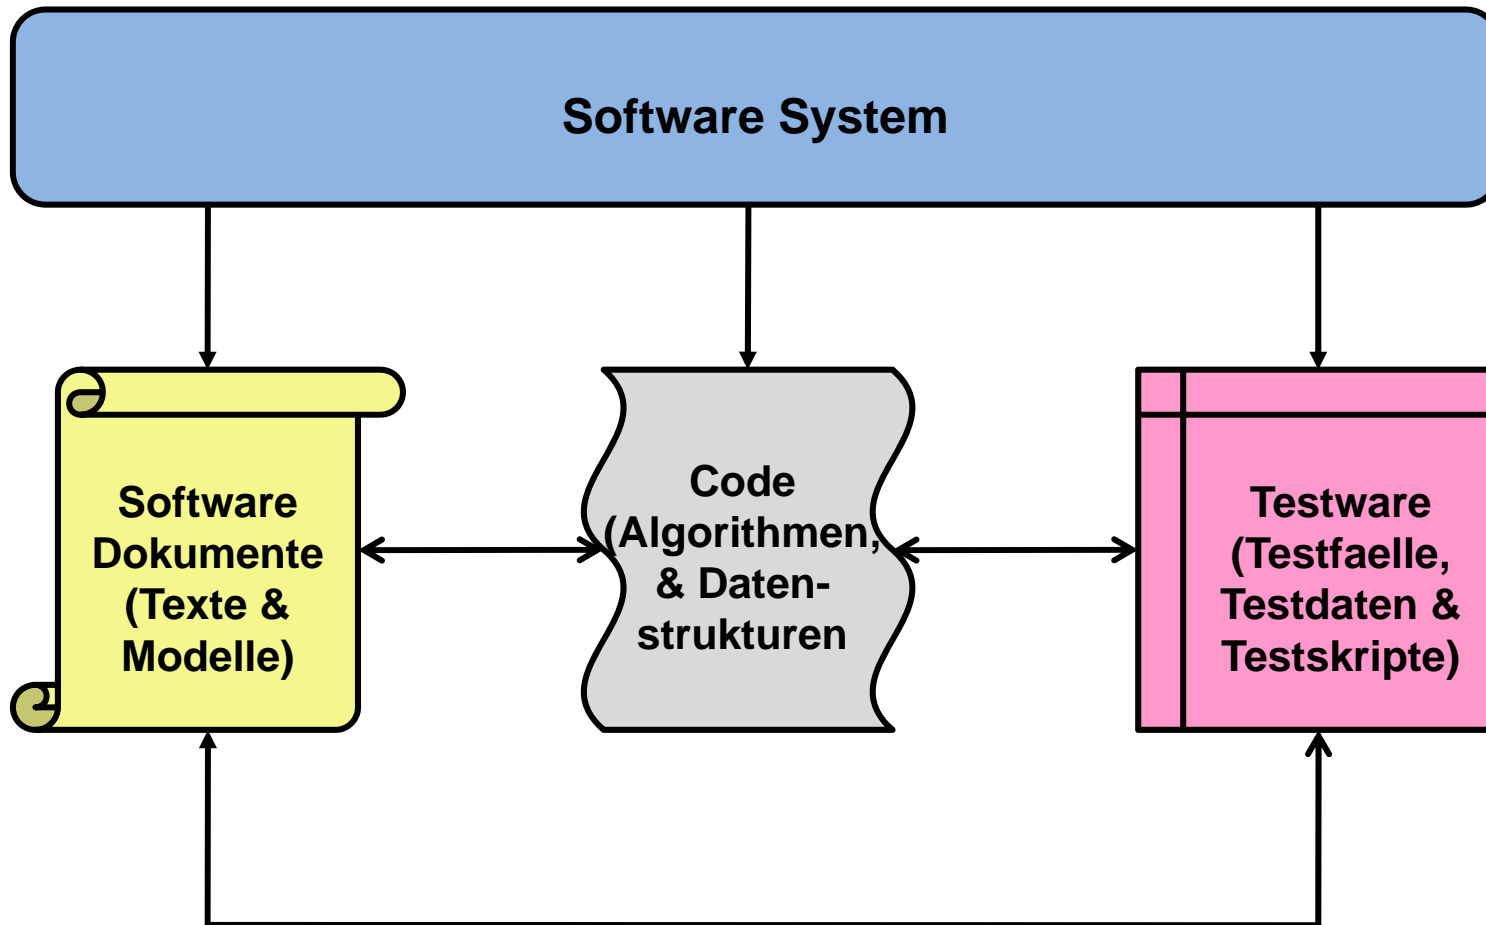 Software System
Software
Dokumente
(Texte &
Modelle)
Code
(Algorithmen,
& Daten-
strukturen
Testware
(Testfaelle,
Testdaten &
Testskripte)